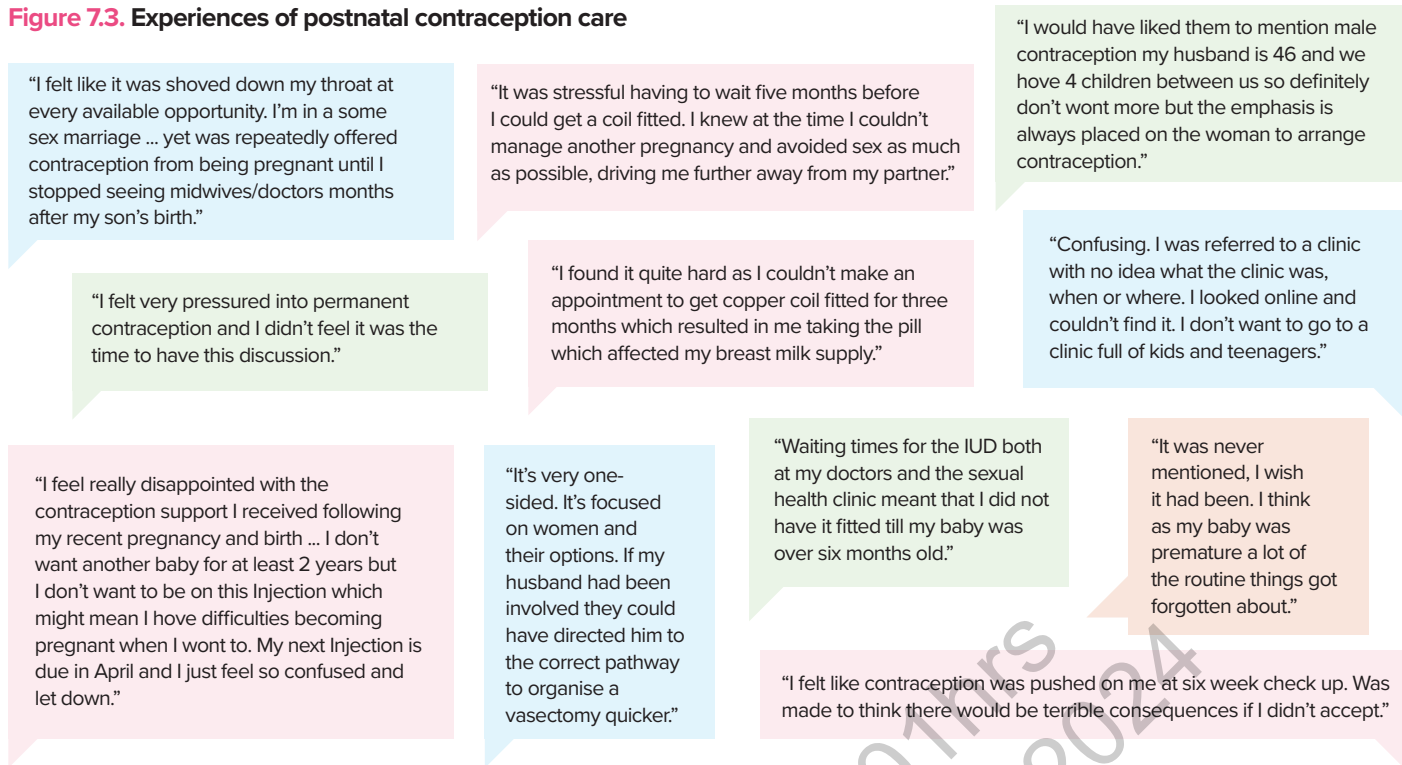 Figure 7.3. Experiences of postnatal contraception care
“I felt like it was shoved down my throat at
every available opportunity. I’m in a some
sex marriage ... yet was repeatedly offered
contraception from being pregnant until I
stopped seeing midwives/doctors months
after my son’s birth.”
“It was stressful having to wait five months before
I could get a coil fitted. I knew at the time I couldn’t
manage another pregnancy and avoided sex as much
as possible, driving me further away from my partner.”
“I would have liked them to mention male
contraception my husband is 46 and we
hove 4 children between us so definitely
don’t wont more but the emphasis is
always placed on the woman to arrange
contraception.”
“I felt very pressured into permanent
contraception and I didn’t feel it was the
time to have this discussion.”
“I found it quite hard as I couldn’t make an
appointment to get copper coil fitted for three
months which resulted in me taking the pill
which affected my breast milk supply.”
“Confusing. I was referred to a clinic
with no idea what the clinic was,
when or where. I looked online and
couldn’t find it. I don’t want to go to a
clinic full of kids and teenagers.”
“I feel really disappointed with the
contraception support I received following
my recent pregnancy and birth ... I don’t
want another baby for at least 2 years but
I don’t want to be on this Injection which
might mean I hove difficulties becoming
pregnant when I wont to. My next Injection is
due in April and I just feel so confused and
let down.”
“It’s very one-
sided. It’s focused
on women and
their options. If my
husband had been
involved they could
have directed him to
the correct pathway
to organise a
vasectomy quicker.”
“Waiting times for the IUD both
at my doctors and the sexual
health clinic meant that I did not
have it fitted till my baby was
over six months old.”
“It was never
mentioned, I wish
it had been. I think
as my baby was
premature a lot of
the routine things got
forgotten about.”
“I felt like contraception was pushed on me at six week check up. Was
made to think there would be terrible consequences if I didn’t accept.”
01hrs
2024